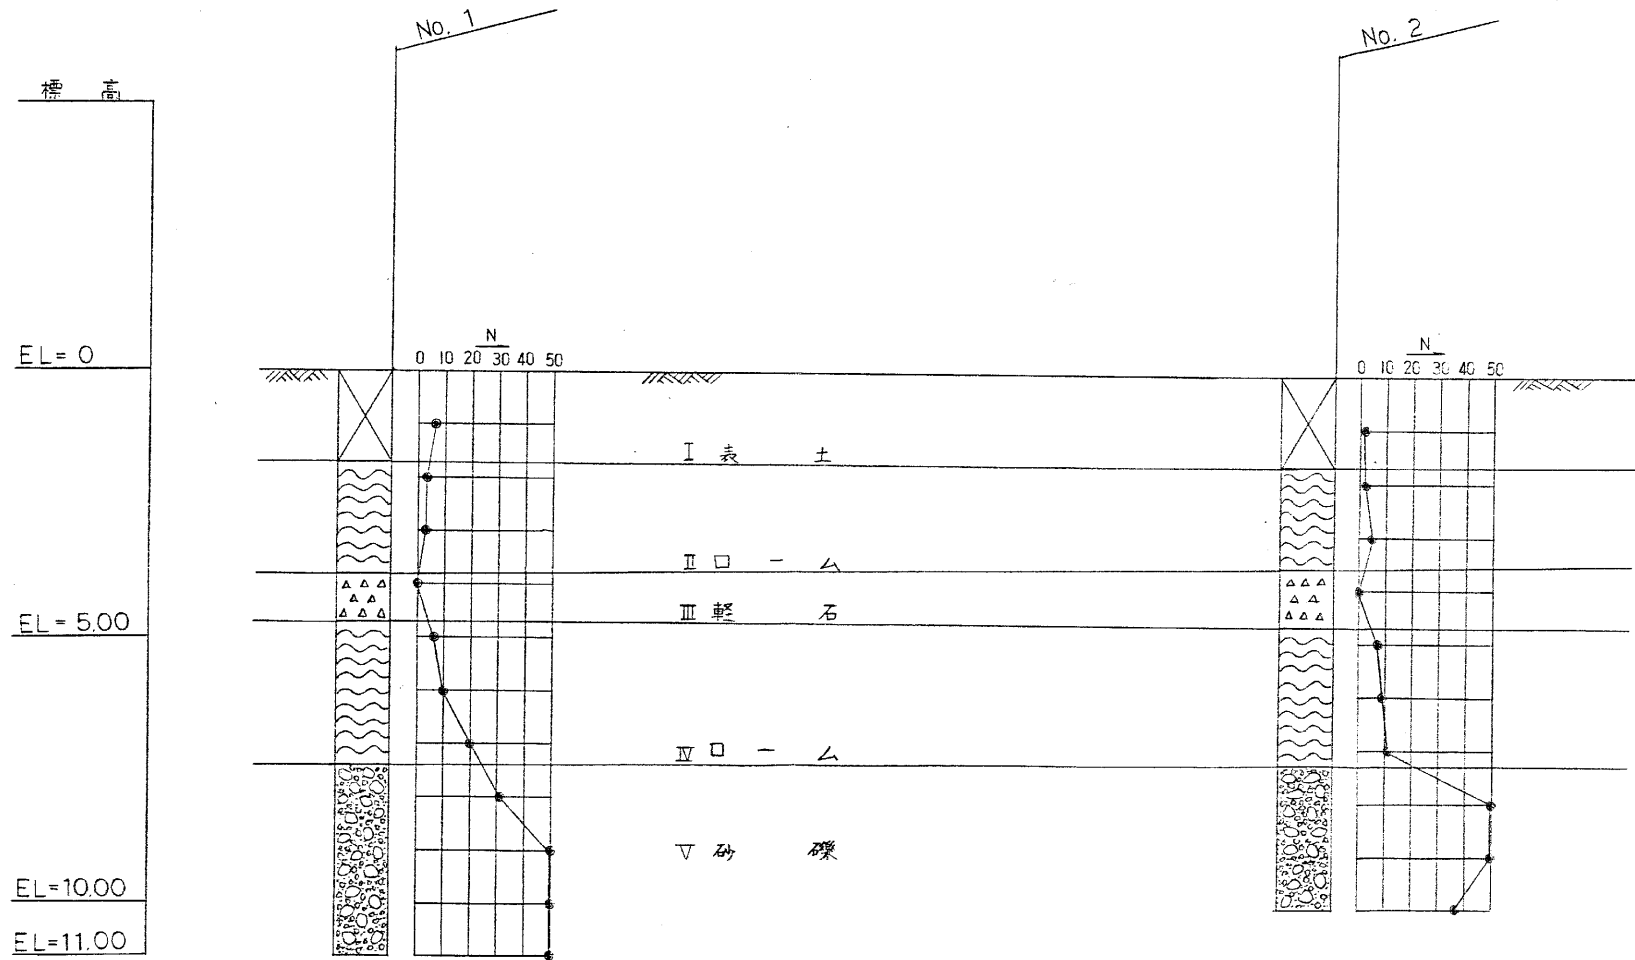 No. 1
No. 2
標 高
EL= 0
N
0 10 20 30 40 50
N
0 10 20 30 40 50
I 表 土
II ロ ー ム
III 軽 石
EL= 5.00
IV ロ ー ム
V 砂 礫
EL=10.00
EL=11.00